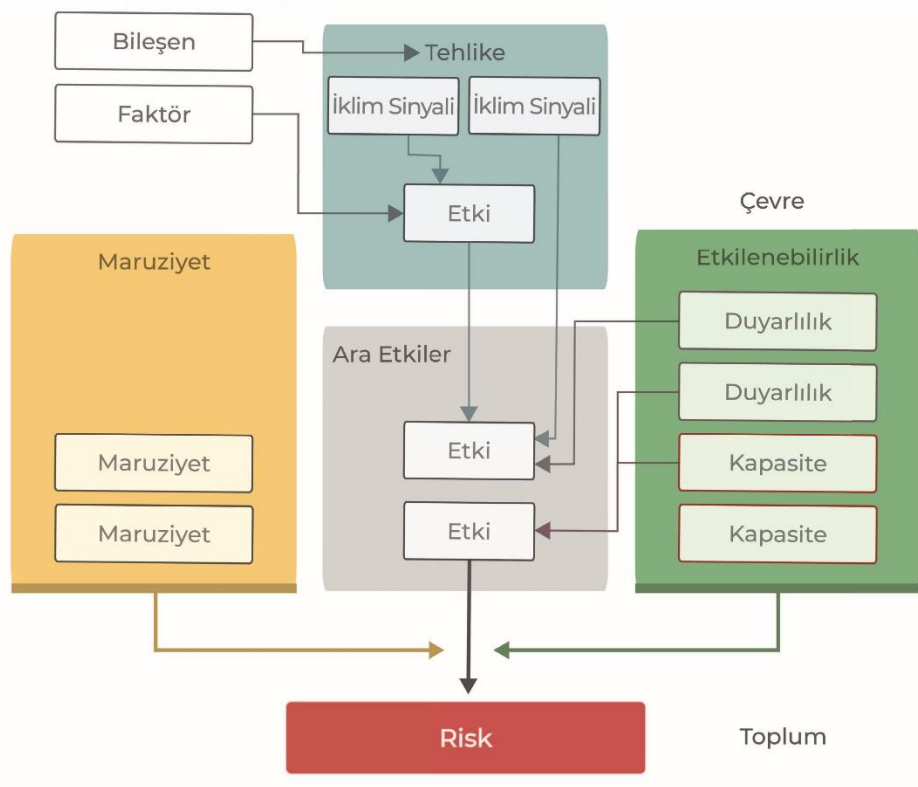 Bileşen
Faktör
Tehlike
İklim Sinyali
İklim Sinyali
Etki
Çevre
Maruziyet
Maruziyet
Maruziyet
Ara Etkiler
Etki
Etki
Etkilenebilirlik
Duyarlılık
Duyarlılık
Kapasite
Kapasite
Risk
Toplum